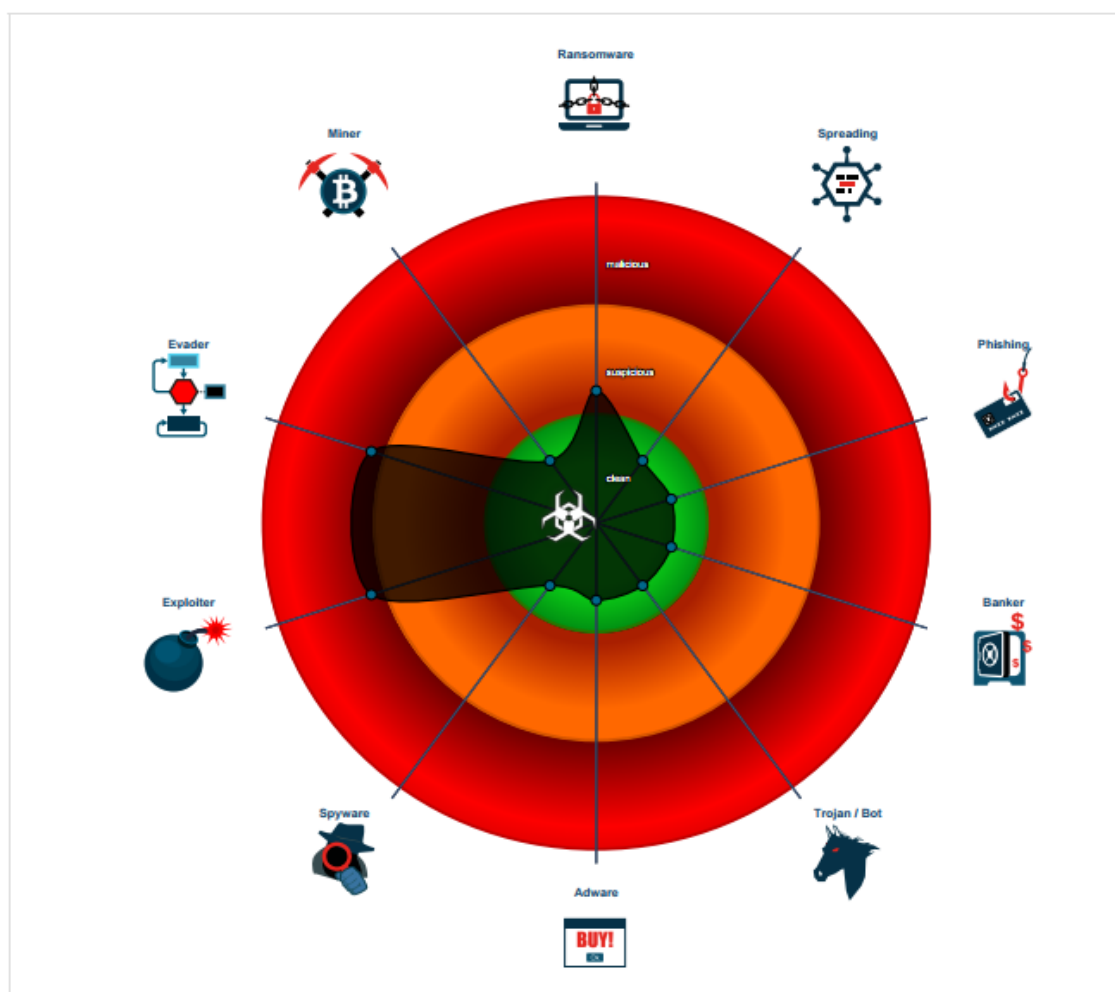 Ransomware
Miner
Spreading
malicious
Evader
Phishing
suspicious
clean
Exploiter
Banker
$
$
$
Spyware
Trojan / Bot
Adware
BUY!